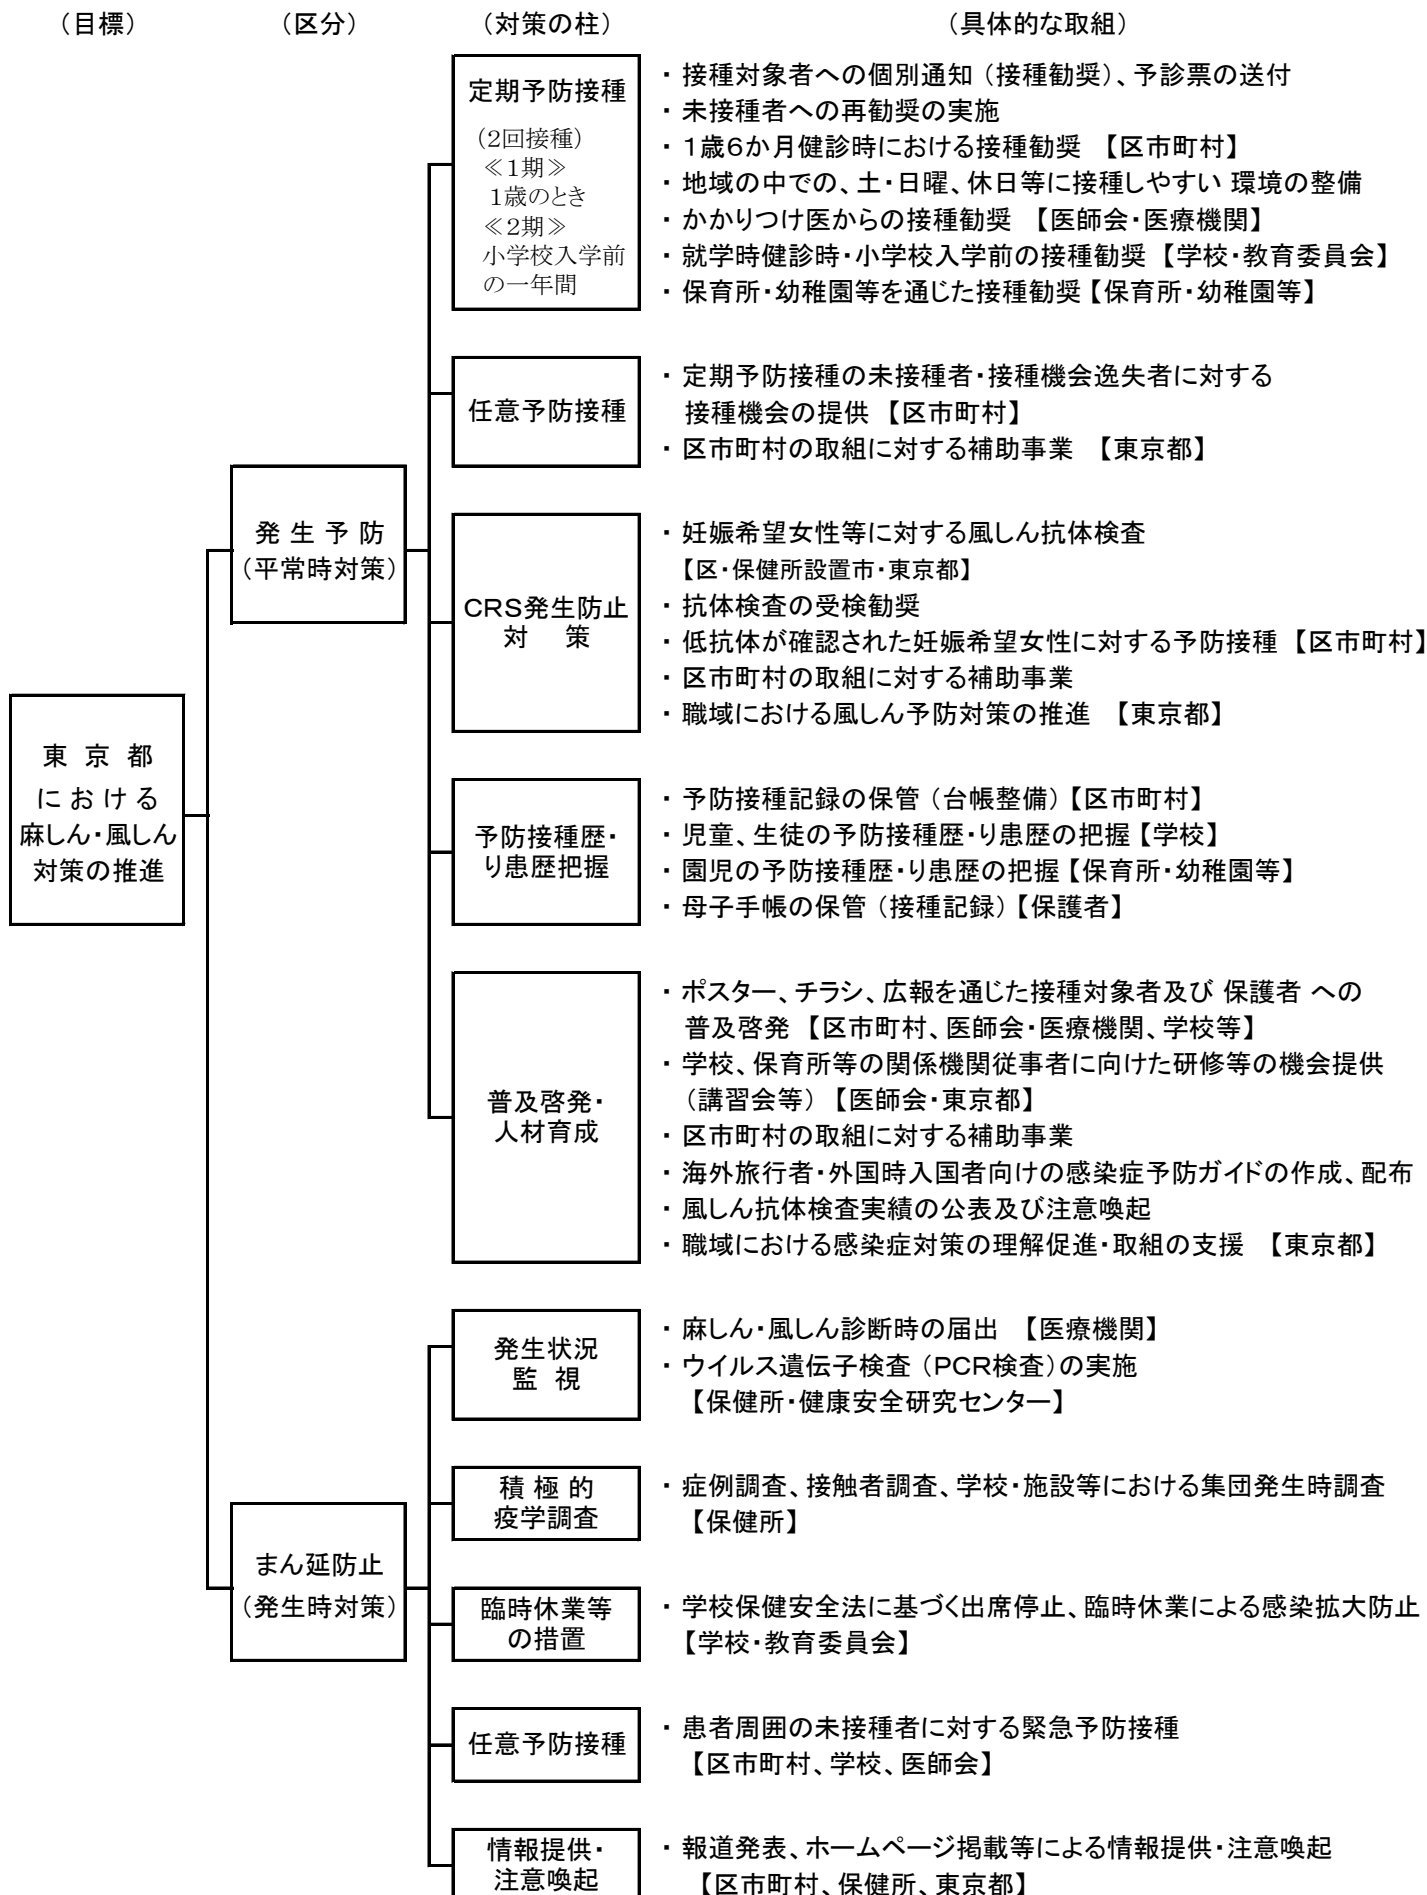 （目標）　（区分）　（対策の柱）　（具体的な取組）
東 京 都
に お け る
麻しん・風しん
対策の推進
発 生 予 防
（平常時対策）
定期予防接種
（2回接種）
≪1期≫
1歳のとき
≪2期≫
小学校入学前
の一年間
・ 接種対象者への個別通知（接種勧奨）、予診票の送付
・ 未接種者への再勧奨の実施
・ １歳６か月健診時における接種勧奨　【区市町村】
・ 地域の中での、土・日曜、休日等に接種しやすい 環境の整備
・ かかりつけ医からの接種勧奨　【医師会・医療機関】
・ 就学時健診時・小学校入学前の接種勧奨 【学校・教育委員会】
・ 保育所・幼稚園等を通じた接種勧奨【保育所・幼稚園等】
任意予防接種
・ 定期予防接種の未接種者・接種機会逸失者に対する
接種機会の提供 【区市町村】
・ 区市町村の取組に対する補助事業　【東京都】
CRS発生防止
対　策
・ 妊娠希望女性等に対する風しん抗体検査
【区・保健所設置市・東京都】
・ 抗体検査の受検勧奨
・ 低抗体が確認された妊娠希望女性に対する予防接種 【区市町村】
・ 区市町村の取組に対する補助事業
・ 職域における風しん予防対策の推進　【東京都】
予防接種歴・
り患歴把握
・ 予防接種記録の保管（台帳整備）【区市町村】
・ 児童、生徒の予防接種歴・り患歴の把握【学校】
・ 園児の予防接種歴・り患歴の把握【保育所・幼稚園等】
・ 母子手帳の保管（接種記録）【保護者】
普及啓発・
人材育成
・ ポスター、チラシ、広報を通じた接種対象者及び 保護者 への
普及啓発 【区市町村、医師会・医療機関、学校等】
・ 学校、保育所等の関係機関従事者に向けた研修等の機会提供
（講習会等）　【医師会・東京都】
・ 区市町村の取組に対する補助事業
・ 海外旅行者・外国時入国者向けの感染症予防ガイドの作成、配布
・ 風しん抗体検査実績の公表及び注意喚起
・ 職域における感染症対策の理解促進・取組の支援　【東京都】
まん延防止
（発生時対策）
発生状況
監 視
・ 麻しん・風しん診断時の届出　【医療機関】
・ ウイルス遺伝子検査（PCR検査）の実施
【保健所・健康安全研究センター】
積 極 的
疫学調査
・ 症例調査、接触者調査、学校・施設等における集団発生時調査
【保健所】
臨時休業等
の措置
・ 学校保健安全法に基づく出席停止、臨時休業による感染拡大防止
【学校・教育委員会】
任意予防接種
・ 患者周囲の未接種者に対する緊急予防接種
【区市町村、学校、医師会】
情報提供・
注意喚起
・ 報道発表、ホームページ掲載等による情報提供・注意喚起
【区市町村、保健所、東京都】